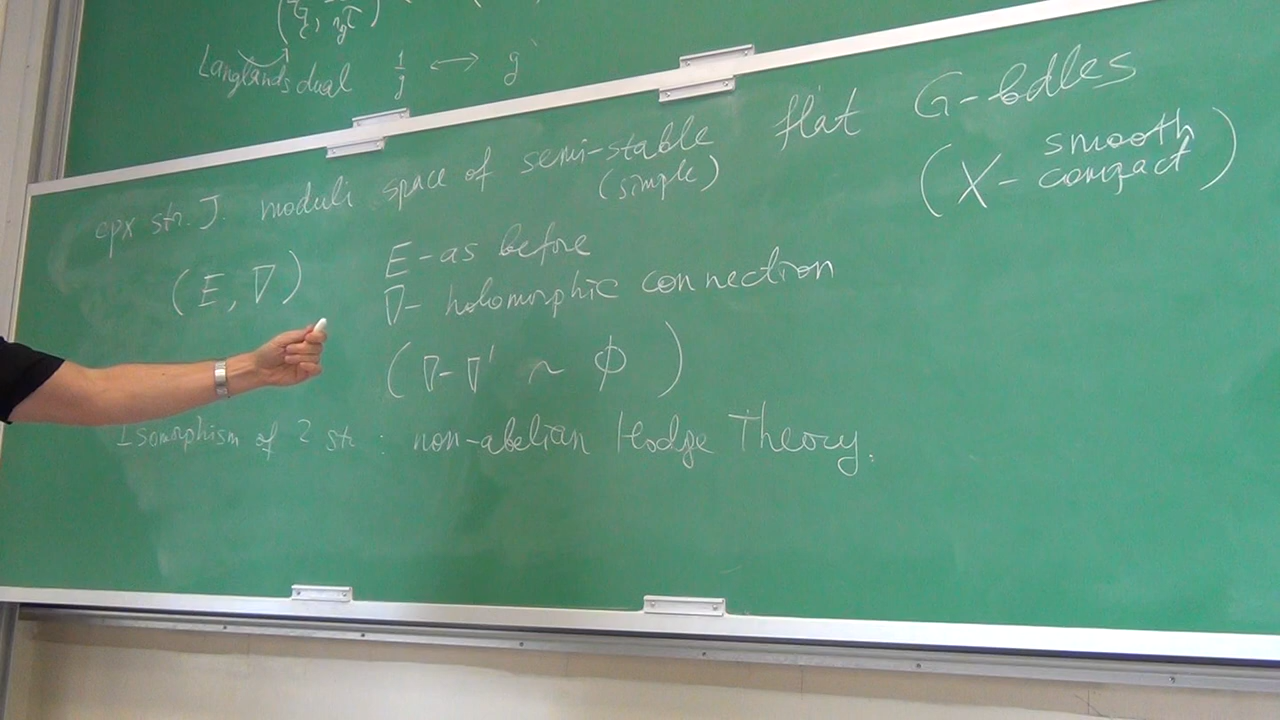 Langlands dual 1/g ↔ g
cpx str. J. moduli space of semi-stable flat G-bdles
(simple) (X- smooth compact)
(E, ∇) E-as before
∇- holomorphic connection
(∇-∇' ~ Φ)
Isomorphism of 2 str : non-abelian Hodge Theory.